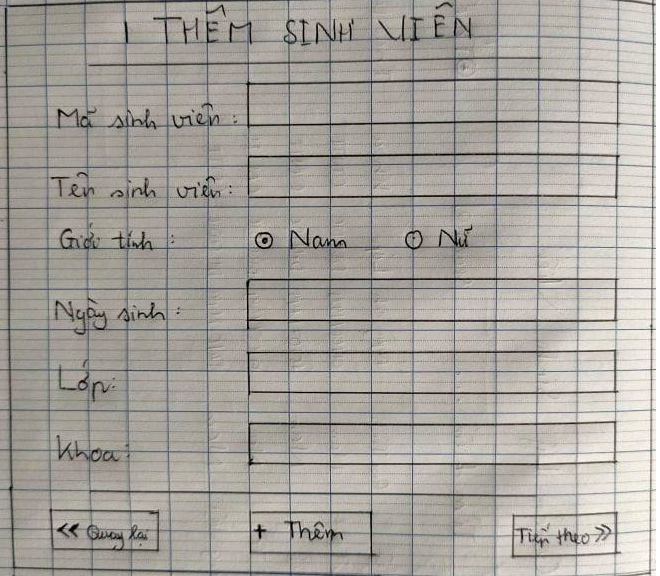 THÊM SINH VIÊN
Mã sinh viên:
Tên sinh viên:
Giới tính: Nam Nữ
Ngày sinh:
Lớp:
Khoa:
<< Quay lại + Thêm Tiếp theo >>